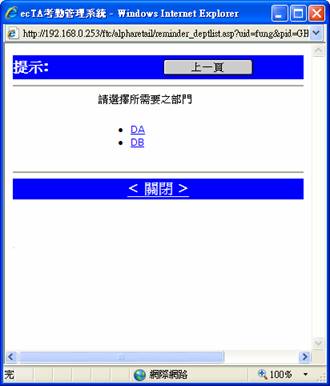 ecTA考勤管理系統 - Windows Internet Explorer
http://192.168.0.253/ftc/alpharetail/reminder_deptlist.asp?uid=fung&pid=GE
提示:
上一頁
請選擇所需要之部門
DA
DB
< 關閉 >
完
網際網路
100%